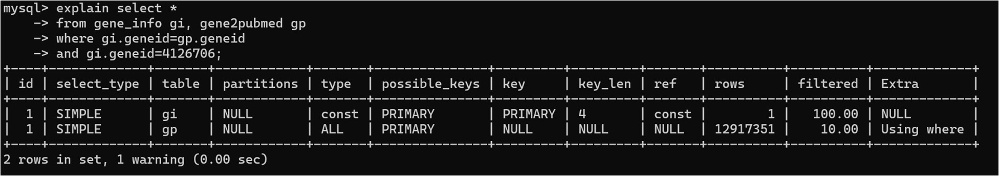 mysql> explain select *
    -> from gene_info gi, gene2pubmed gp
    -> where gi.geneid=gp.geneid
    -> and gi.geneid=4126706;
+----+-------------+-------+------------+-------+---------------+---------+---------+-------+----------+----------+-------------+
| id | select_type | table | partitions | type  | possible_keys | key     | key_len | ref   | rows     | filtered | Extra       |
+----+-------------+-------+------------+-------+---------------+---------+---------+-------+----------+----------+-------------+
|  1 | SIMPLE      | gi    | NULL       | const | PRIMARY       | PRIMARY | 4       | const |        1 |   100.00 | NULL        |
|  1 | SIMPLE      | gp    | NULL       | ALL   | PRIMARY       | NULL    | NULL    | NULL  | 12917351 |    10.00 | Using where |
+----+-------------+-------+------------+-------+---------------+---------+---------+-------+----------+----------+-------------+
2 rows in set, 1 warning (0.00 sec)